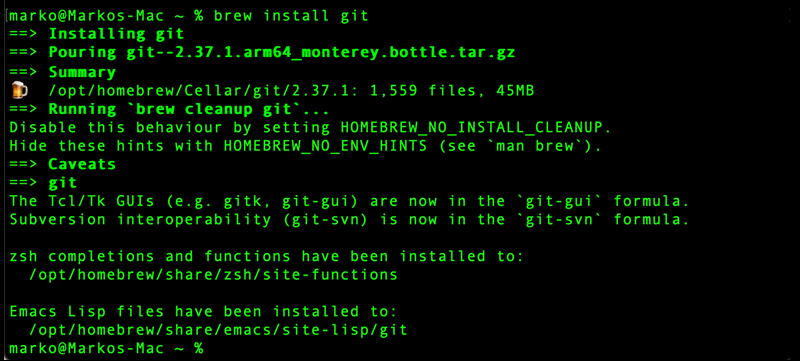 marko@Markos-Mac ~ % brew install git
==> Installing git
==> Pouring git--2.37.1.arm64_monterey.bottle.tar.gz
==> Summary
🍺  /opt/homebrew/Cellar/git/2.37.1: 1,559 files, 45MB
==> Running `brew cleanup git`...
Disable this behaviour by setting HOMEBREW_NO_INSTALL_CLEANUP.
Hide these hints with HOMEBREW_NO_ENV_HINTS (see `man brew`).
==> Caveats
==> git
The Tcl/Tk GUIs (e.g. gitk, git-gui) are now in the `git-gui` formula.
Subversion interoperability (git-svn) is now in the `git-svn` formula.

zsh completions and functions have been installed to:
  /opt/homebrew/share/zsh/site-functions

Emacs Lisp files have been installed to:
  /opt/homebrew/share/emacs/site-lisp/git
marko@Markos-Mac ~ %